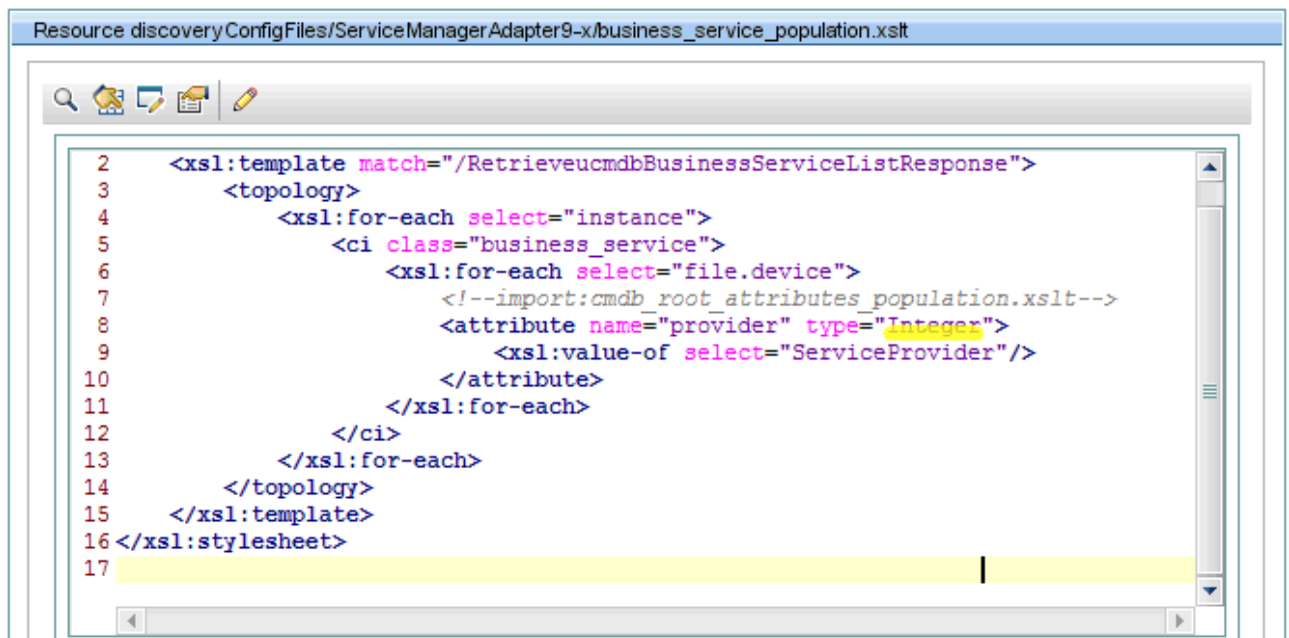 Resource discoveryConfigFiles/ServiceManagerAdapter9-x/business_service_population.xslt
2 <xsl:template match="/RetrieveucmdbBusinessServiceListResponse">
3 <topology>
4 <xsl:for-each select="instance">
5 <ci class="business_service">
6 <xsl:for-each select="file.device">
7 <!--import:cmdb_root_attributes_population.xslt-->
8 <attribute name="provider" type="Integer">
9 <xsl:value-of select="ServiceProvider"/>
10 </attribute>
11 </xsl:for-each>
12 </ci>
13 </xsl:for-each>
14 </topology>
15 </xsl:template>
16 </xsl:stylesheet>
17